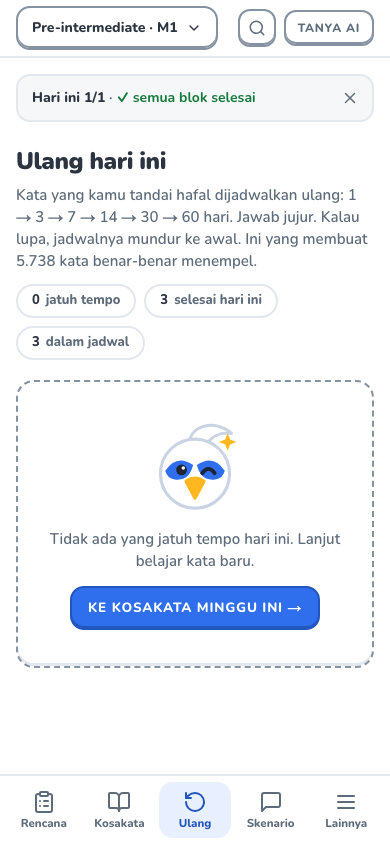 Pre-intermediate · M1
TANYA AI
Hari ini 1/1 · ✓ semua blok selesai
Ulang hari ini
Kata yang kamu tandai hafal dijadwalkan ulang: 1
→ 3 → 7 → 14 → 30 → 60 hari. Jawab jujur. Kalau
lupa, jadwalnya mundur ke awal. Ini yang membuat
5.738 kata benar-benar menempel.
0 jatuh tempo
3 selesai hari ini
3 dalam jadwal
Tidak ada yang jatuh tempo hari ini. Lanjut
belajar kata baru.
KE KOSAKATA MINGGU INI →
Rencana
Kosakata
Ulang
Skenario
Lainnya